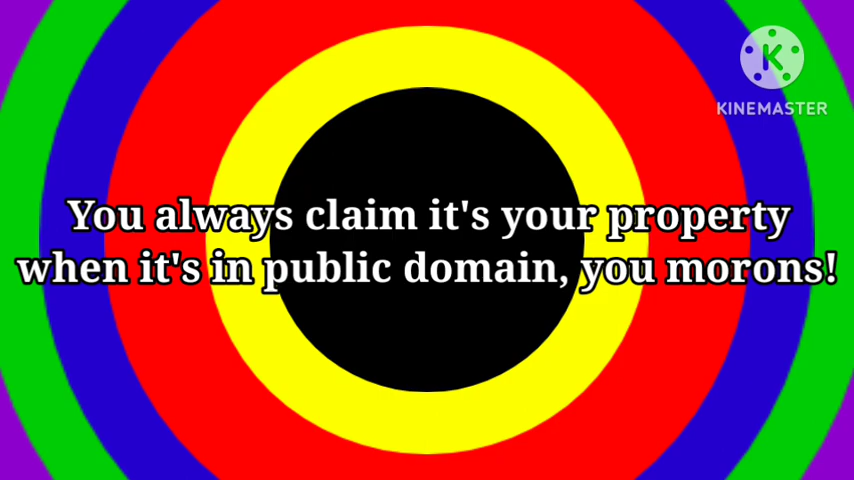 KINEMASTER
You always claim it's your property
when it's in public domain, you morons!